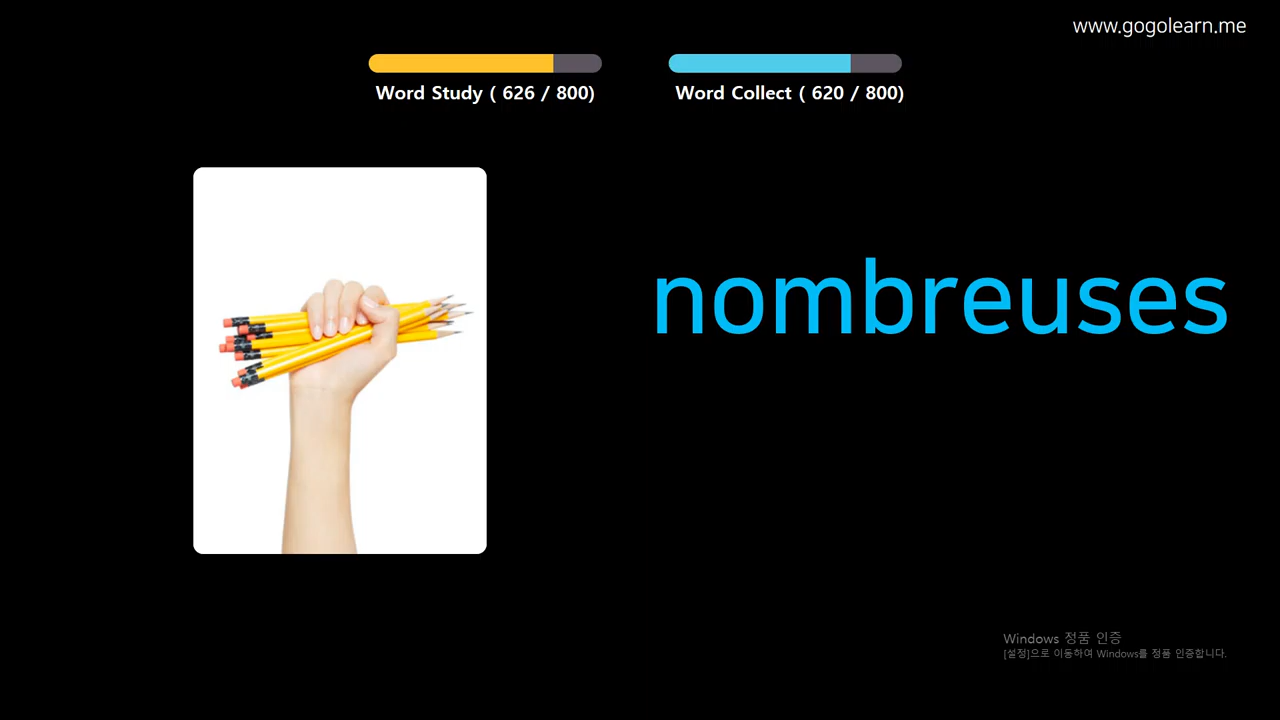 www.gogolearn.me
Word Study ( 626 / 800)
Word Collect ( 620 / 800)
nombreuses
Windows 정품 인증
[설정]으로 이동하여 Windows를 정품 인증합니다.